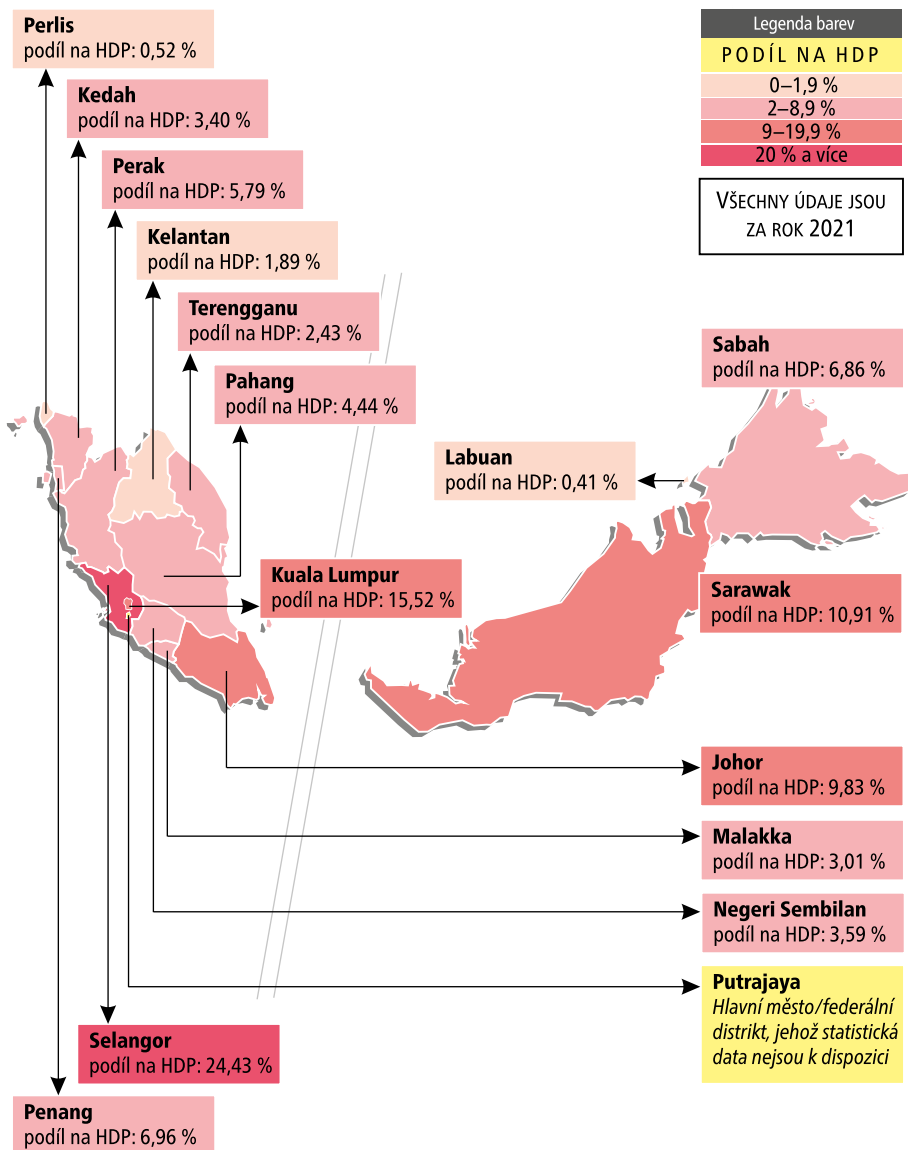 Perlis
podíl na HDP: 0,52 %
Kedah
podíl na HDP: 3,40 %
Perak
podíl na HDP: 5,79 %
Kelantan
podíl na HDP: 1,89 %
Terengganu
podíl na HDP: 2,43 %
Pahang
podíl na HDP: 4,44 %
Legenda barev
PODÍL NA HDP
0–1,9 %
2–8,9 %
9–19,9 %
20 % a více
VŠECHNY ÚDAJE JSOU
ZA ROK 2021
Sabah
podíl na HDP: 6,86 %
Labuan
podíl na HDP: 0,41 %
Kuala Lumpur
podíl na HDP: 15,52 %
Sarawak
podíl na HDP: 10,91 %
Johor
podíl na HDP: 9,83 %
Malakka
podíl na HDP: 3,01 %
Negeri Sembilan
podíl na HDP: 3,59 %
Putrajaya
Hlavní město/federální
distrikt, jehož statistická
data nejsou k dispozici
Selangor
podíl na HDP: 24,43 %
Penang
podíl na HDP: 6,96 %